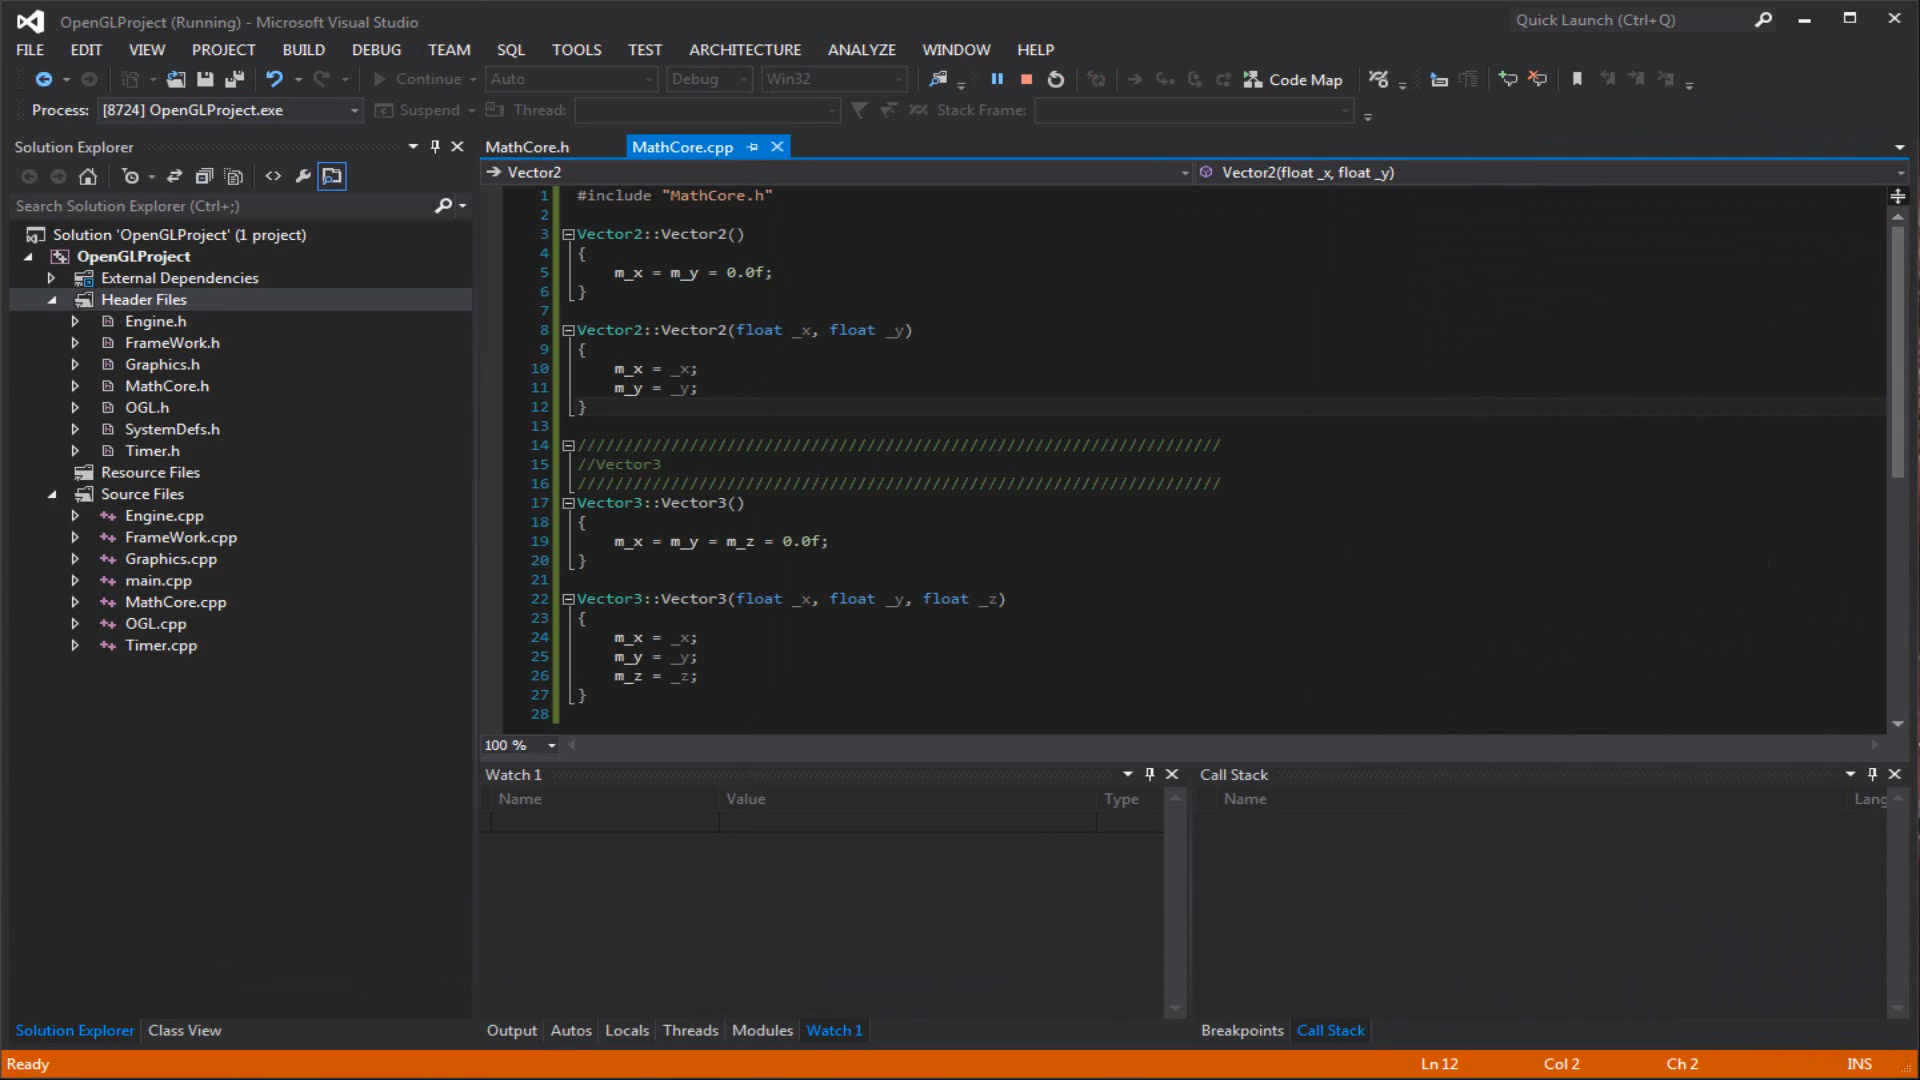 OpenGLProject (Running) - Microsoft Visual Studio
Quick Launch (Ctrl+Q)
FILE EDIT VIEW PROJECT BUILD DEBUG TEAM SQL TOOLS TEST ARCHITECTURE ANALYZE WINDOW HELP
Continue Auto Debug Win32 Code Map
Process: [8724] OpenGLProject.exe Suspend Thread: Stack Frame:
Solution Explorer
Search Solution Explorer (Ctrl+;)
Solution 'OpenGLProject' (1 project)
OpenGLProject
External Dependencies
Header Files
Engine.h
FrameWork.h
Graphics.h
MathCore.h
OGL.h
SystemDefs.h
Timer.h
Resource Files
Source Files
Engine.cpp
FrameWork.cpp
Graphics.cpp
main.cpp
MathCore.cpp
OGL.cpp
Timer.cpp
Solution Explorer Class View
MathCore.h MathCore.cpp
Vector2 Vector2(float _x, float _y)
1 #include "MathCore.h"
2
3 Vector2::Vector2()
4 {
5 m_x = m_y = 0.0f;
6 }
7
8 Vector2::Vector2(float _x, float _y)
9 {
10 m_x = _x;
11 m_y = _y;
12 }
13
14 /////////////////////////////////////////////////////////////////////
15 //Vector3
16 /////////////////////////////////////////////////////////////////////
17 Vector3::Vector3()
18 {
19 m_x = m_y = m_z = 0.0f;
20 }
21
22 Vector3::Vector3(float _x, float _y, float _z)
23 {
24 m_x = _x;
25 m_y = _y;
26 m_z = _z;
27 }
28
100 %
Watch 1
Name Value Type
Output Autos Locals Threads Modules Watch 1
Call Stack
Name Lang
Breakpoints Call Stack
Ready Ln 12 Col 2 Ch 2 INS